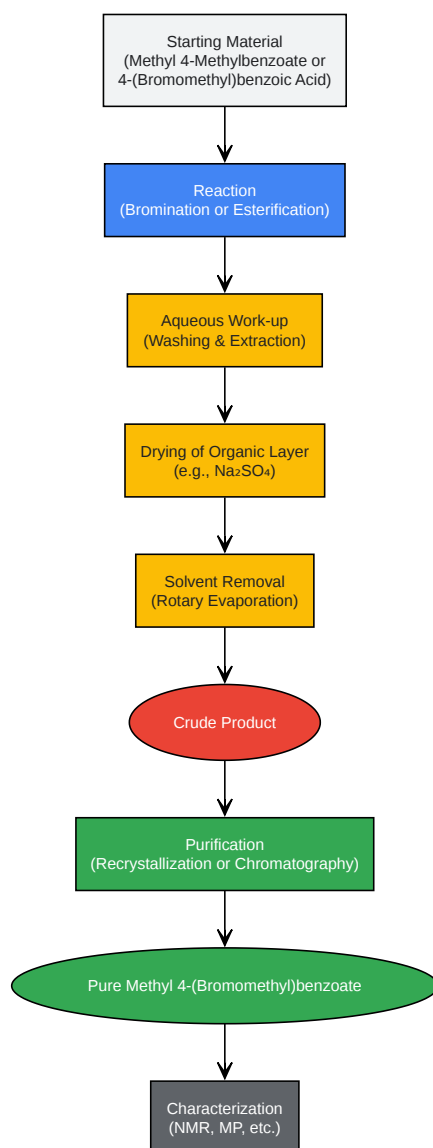 Starting Material
(Methyl 4-Methylbenzoate or
4-(Bromomethyl)benzoic Acid)
Reaction
(Bromination or Esterification)
Aqueous Work-up
(Washing & Extraction)
Drying of Organic Layer
(e.g., Na₂SO₄)
Solvent Removal
(Rotary Evaporation)
Crude Product
Purification
(Recrystallization or Chromatography)
Pure Methyl 4-(Bromomethyl)benzoate
Characterization
(NMR, MP, etc.)